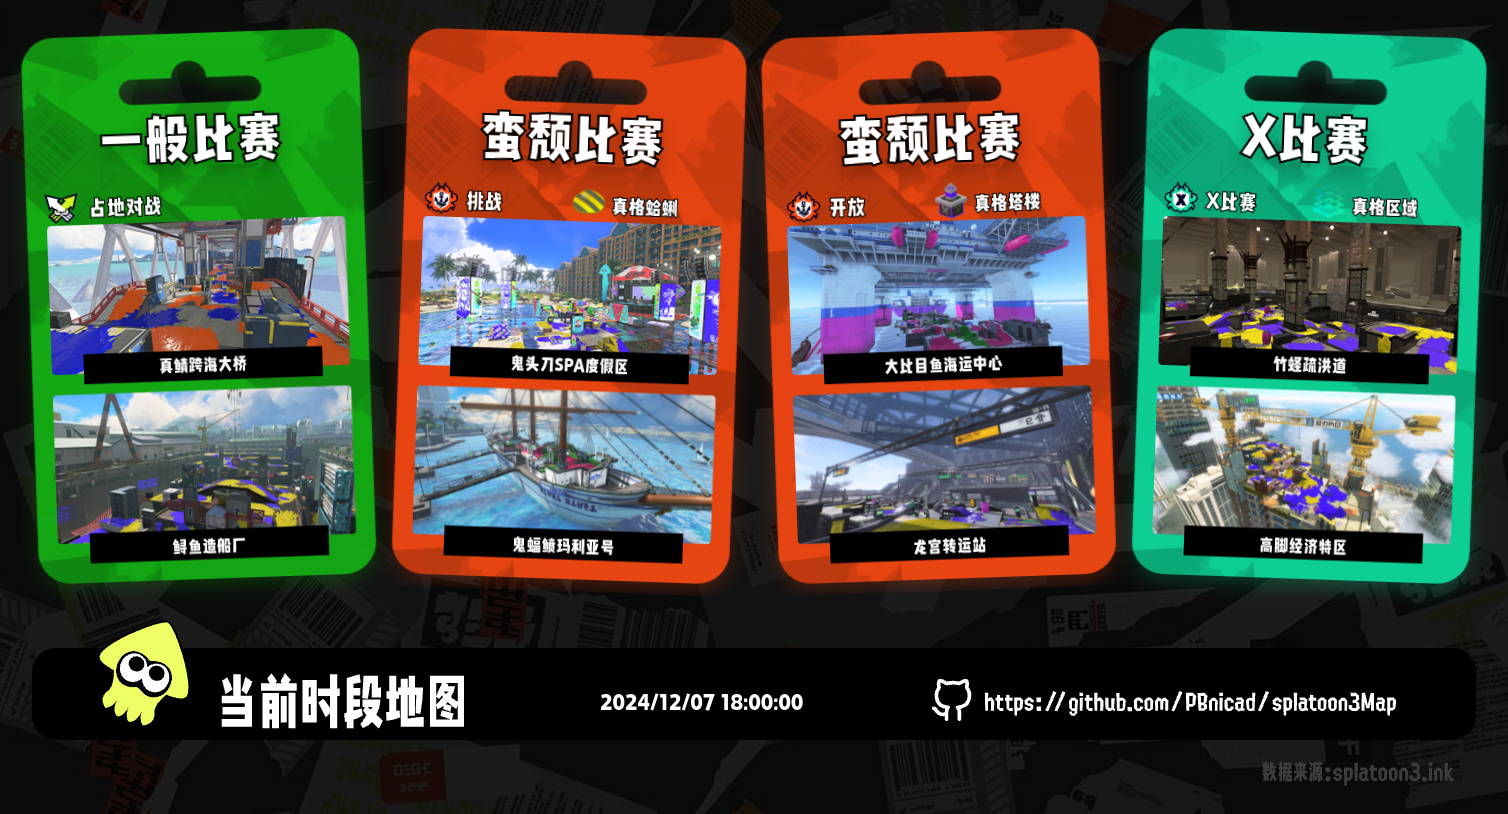 一般比赛
占地对战
真鲭跨海大桥
鲟鱼造船厂
蛮颓比赛
挑战
真格蛤蜊
鬼头刀SPA度假区
鬼蝠鲼玛利亚号
蛮颓比赛
开放
真格塔楼
大比目鱼海运中心
龙宫转运站
X比赛
X比赛
真格区域
竹蛏疏洪道
高脚经济特区
当前时段地图
2024/12/07 18:00:00
https://github.com/PBnicad/splatoon3Map
数据来源:splatoon3.ink